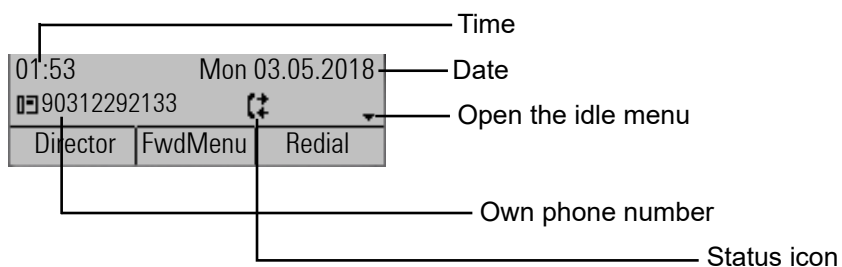 Time
01:53 Mon 03.05.2018 Date
90312292133 Open the idle menu
Director FwdMenu Redial
Own phone number
Status icon